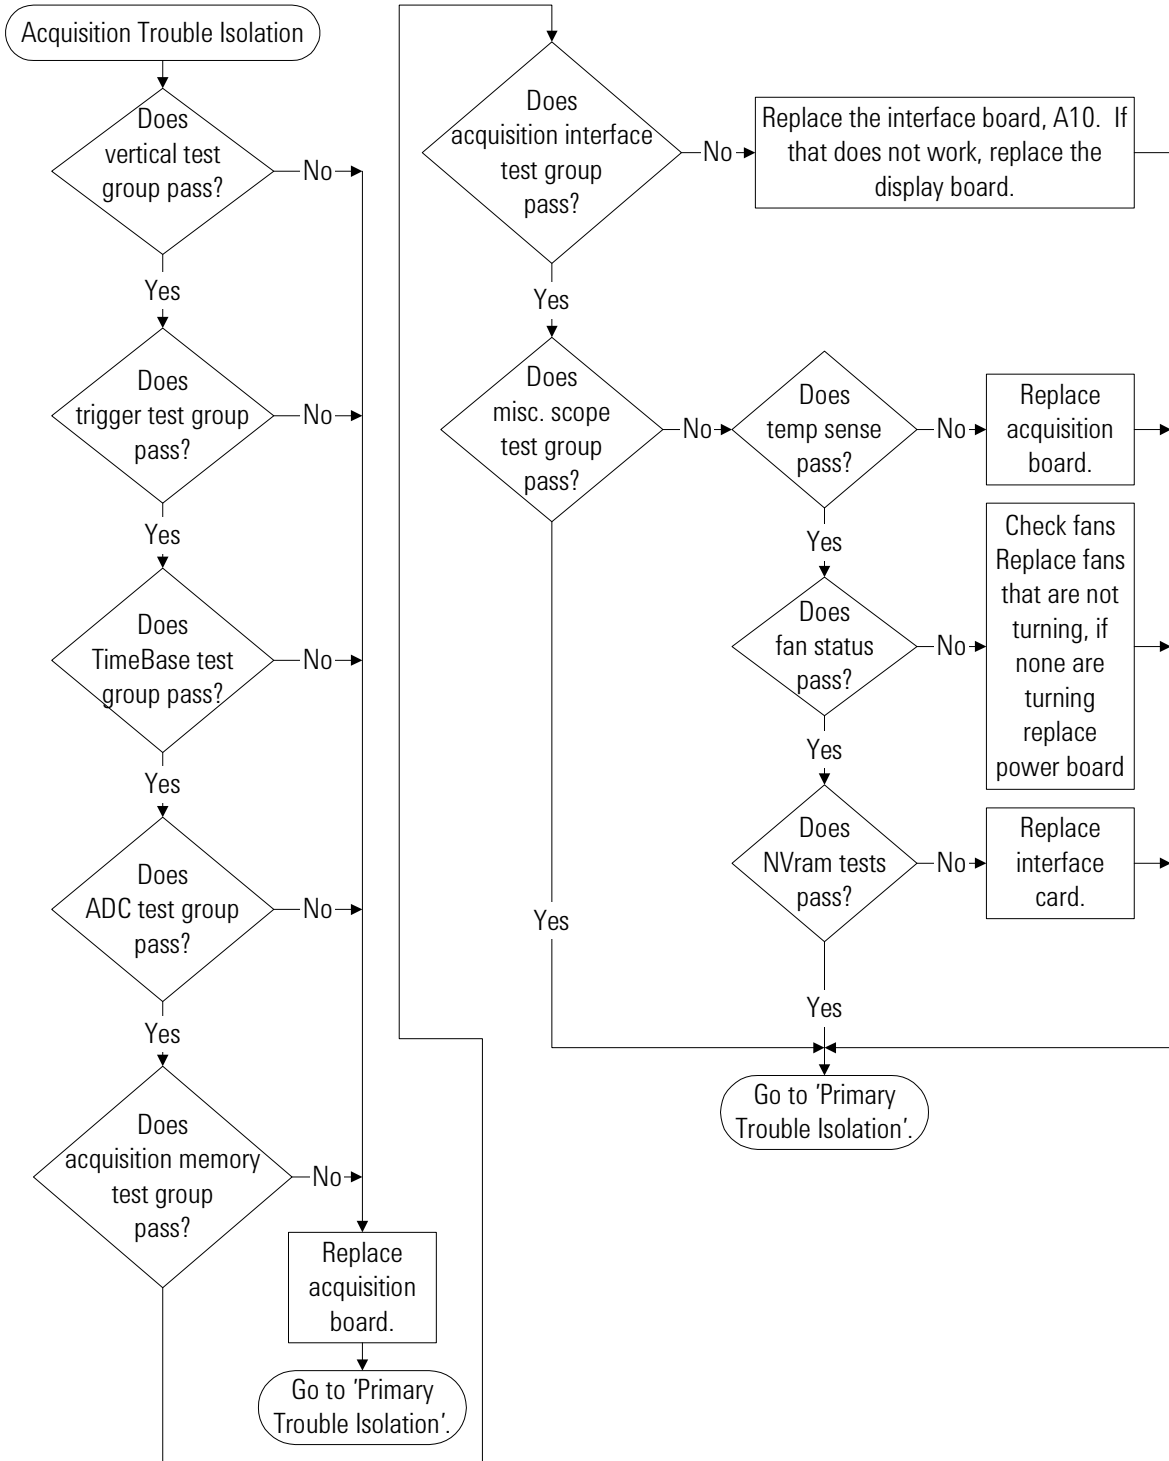 Acquisition Trouble Isolation
Does
vertical test
group pass?
No
Yes
Does
trigger test group
pass?
No
Yes
Does
TimeBase test
group pass?
No
Yes
Does
ADC test group
pass?
No
Yes
Does
acquisition memory
test group
pass?
No
Replace
acquisition
board.
Go to 'Primary
Trouble Isolation'.
Does
acquisition interface
test group
pass?
No
Replace the interface board, A10. If
that does not work, replace the
display board.
Yes
Does
misc. scope
test group
pass?
No
Does
temp sense
pass?
No
Replace
acquisition
board.
Yes
Does
fan status
pass?
No
Check fans
Replace fans
that are not
turning, if
none are
turning
replace
power board
Yes
Does
NVram tests
pass?
No
Replace
interface
card.
Yes
Yes
Go to 'Primary
Trouble Isolation'.